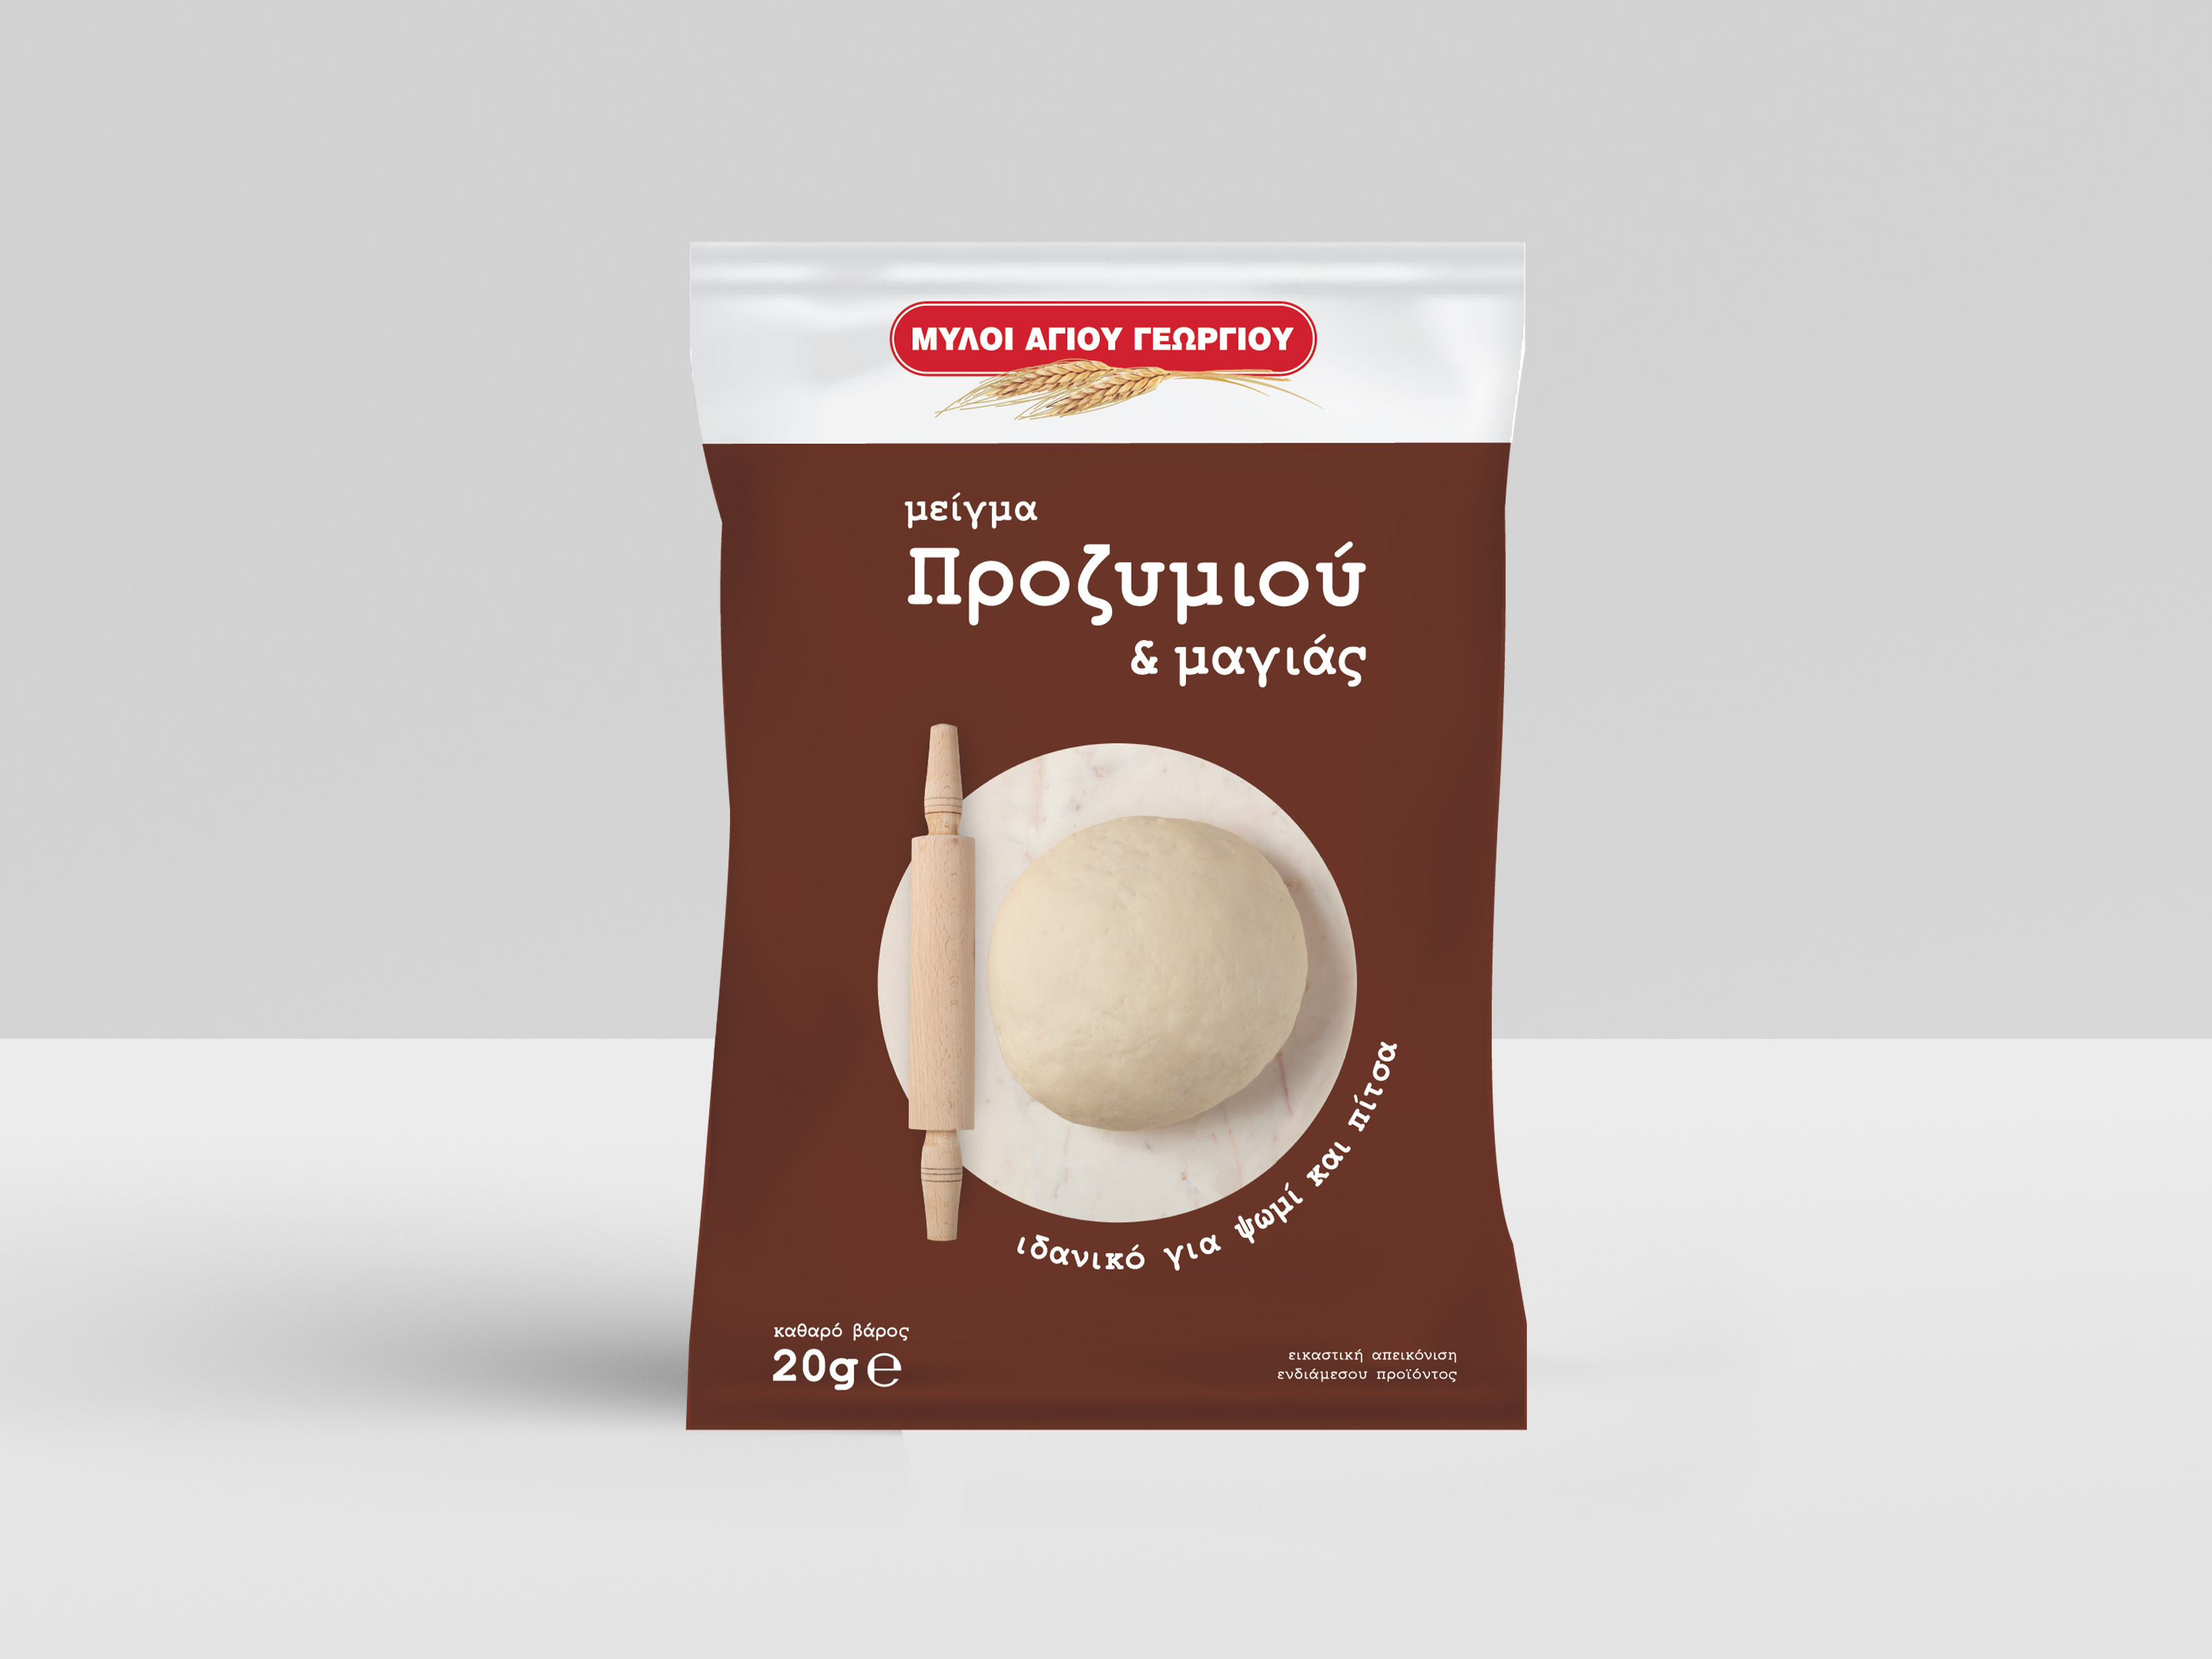 ΜΥΛΟΙ ΑΓΙΟΥ ΓΕΩΡΓΙΟΥ
μείγμα
Προζυμιού
& μαγιάς
ιδανικό για ψωμί και πίτσα
καθαρό βάρος
20g ℮
εικαστική απεικόνιση
ενδιάμεσου προϊόντος